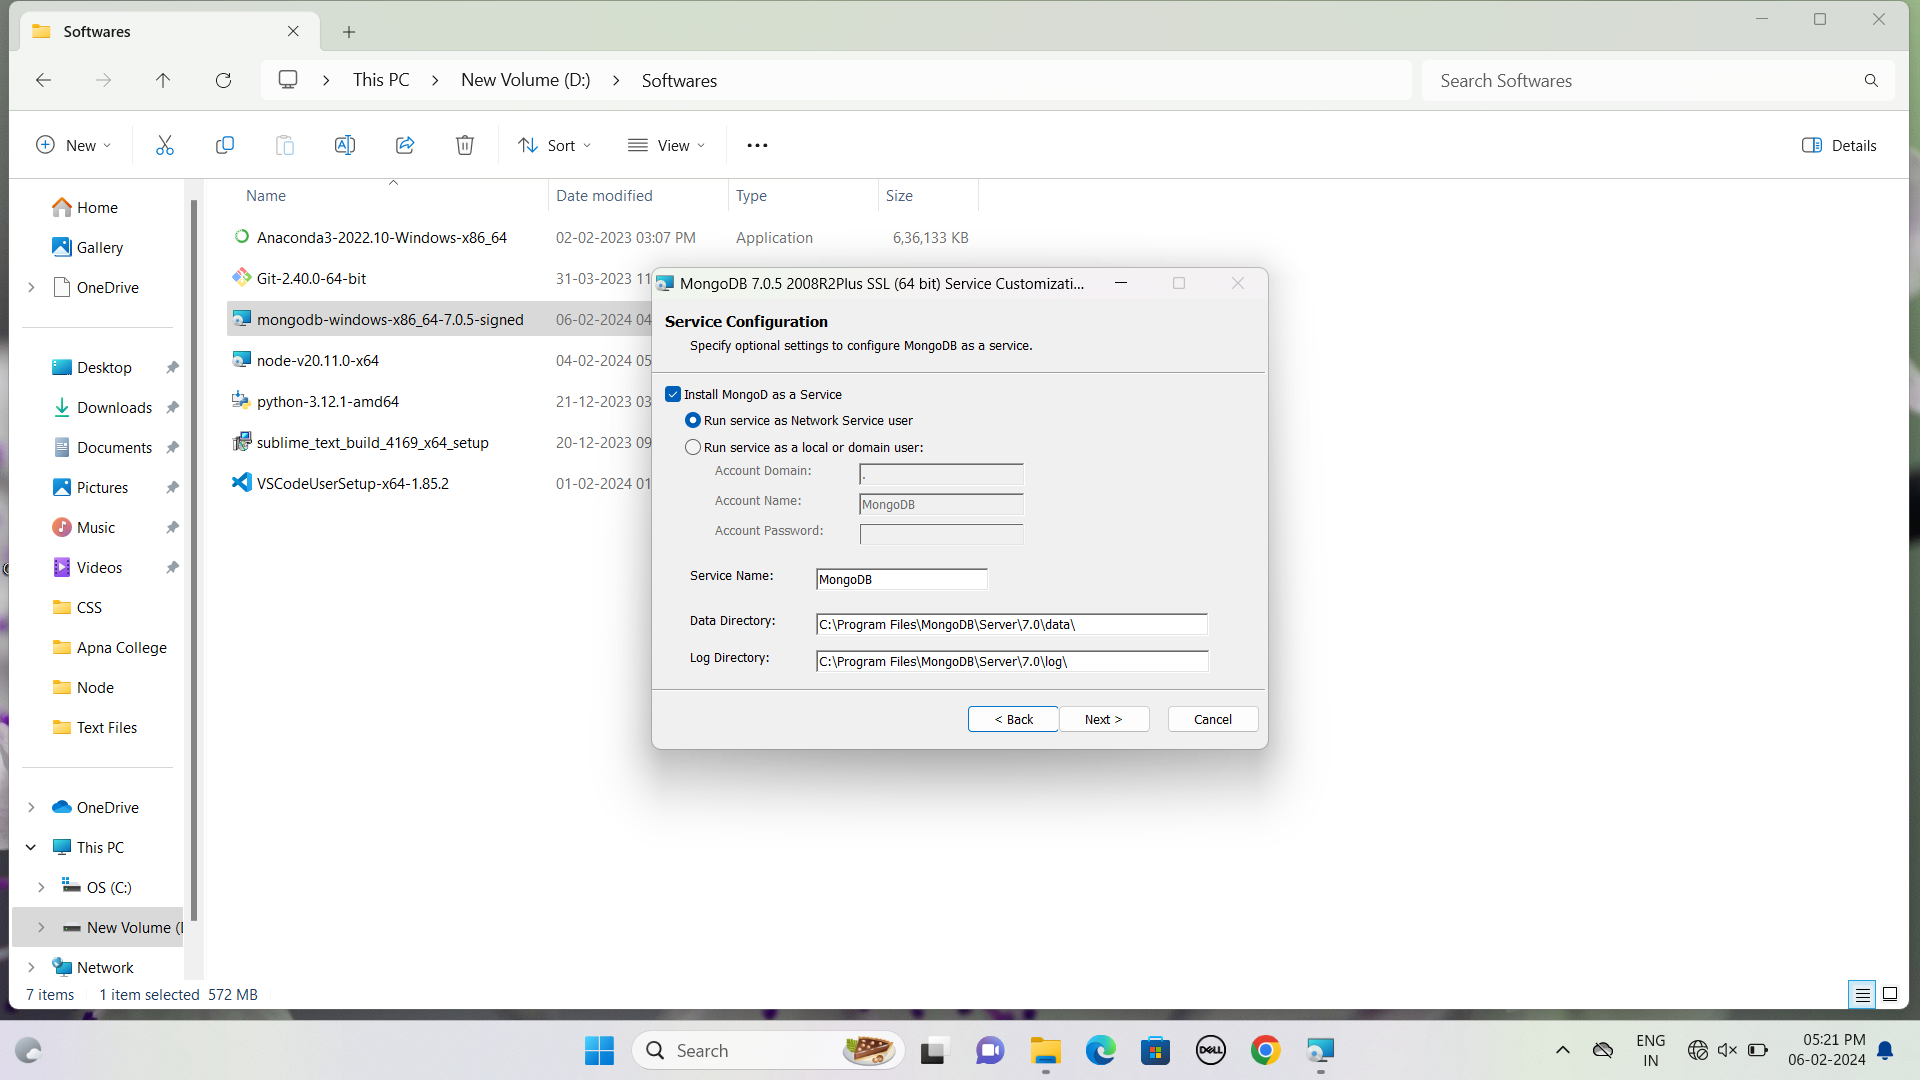 Softwares
This PC
New Volume (D:)
Softwares
Search Softwares
New
Sort
View
Details
Name
Date modified
Type
Size
Anaconda3-2022.10-Windows-x86_64
02-02-2023 03:07 PM
Application
6,36,133 KB
Git-2.40.0-64-bit
31-03-2023 11
mongodb-windows-x86_64-7.0.5-signed
06-02-2024 04
node-v20.11.0-x64
04-02-2024 05
python-3.12.1-amd64
21-12-2023 03
sublime_text_build_4169_x64_setup
20-12-2023 09
VSCodeUserSetup-x64-1.85.2
01-02-2024 01
Home
Gallery
OneDrive
Desktop
Downloads
Documents
Pictures
Music
Videos
CSS
Apna College
Node
Text Files
OneDrive
This PC
OS (C:)
New Volume (
Network
7 items
1 item selected 572 MB
MongoDB 7.0.5 2008R2Plus SSL (64 bit) Service Customizati...
Service Configuration
Specify optional settings to configure MongoDB as a service.
Install MongoD as a Service
Run service as Network Service user
Run service as a local or domain user:
Account Domain:
.
Account Name:
MongoDB
Account Password:
Service Name:
MongoDB
Data Directory:
C:\Program Files\MongoDB\Server\7.0\data\
Log Directory:
C:\Program Files\MongoDB\Server\7.0\log\
< Back
Next >
Cancel
Search
DELL
ENG
IN
05:21 PM
06-02-2024